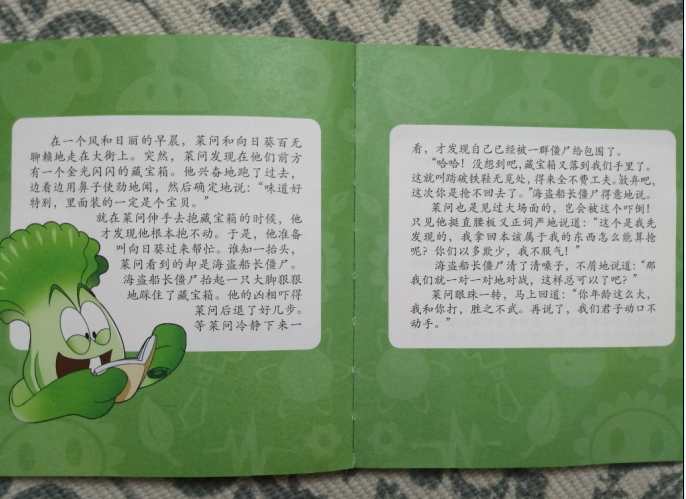 在一个风和日丽的早晨，菜问和向日葵百无
聊赖地走在大街上。突然，菜问发现在他们前方
有一个金光闪闪的藏宝箱。他兴奋地跑了过去，
边看边用鼻子使劲地闻，然后确定地说：“味道好
特别，里面装的一定是个宝贝。”
就在菜问伸手去抱藏宝箱的时候，他
才发现他根本抱不动。于是，他准备
叫向日葵过来帮忙。谁知一抬头，
菜问看到的却是海盗船长僵尸。
海盗船长僵尸抬起一只大脚狠狠
地踩住了藏宝箱。他的凶相吓得
菜问后退了好几步。
等菜问冷静下来一
看，才发现自己已经被一群僵尸给包围了。
“哈哈！没想到吧，藏宝箱又落到我们手里了。
这就叫踏破铁鞋无觅处，得来全不费工夫。放弃吧，
这次你是抢不回去了。”海盗船长僵尸得意地说。
菜问也是见过大场面的，岂会被这个吓倒！
只见他挺直腰板义正词严地说道：“这个是我先
发现的，我拿回本该属于我的东西怎么能算抢
呢？你们以多欺少，我不服气！”
海盗船长僵尸清了清嗓子，不屑地说道：“那
我们就一对一对地对战，这样总可以了吧？”
菜问眼珠一转，马上回道：“你年龄这么大，
我和你打，胜之不武。再说了，我们君子动口不
动手。”